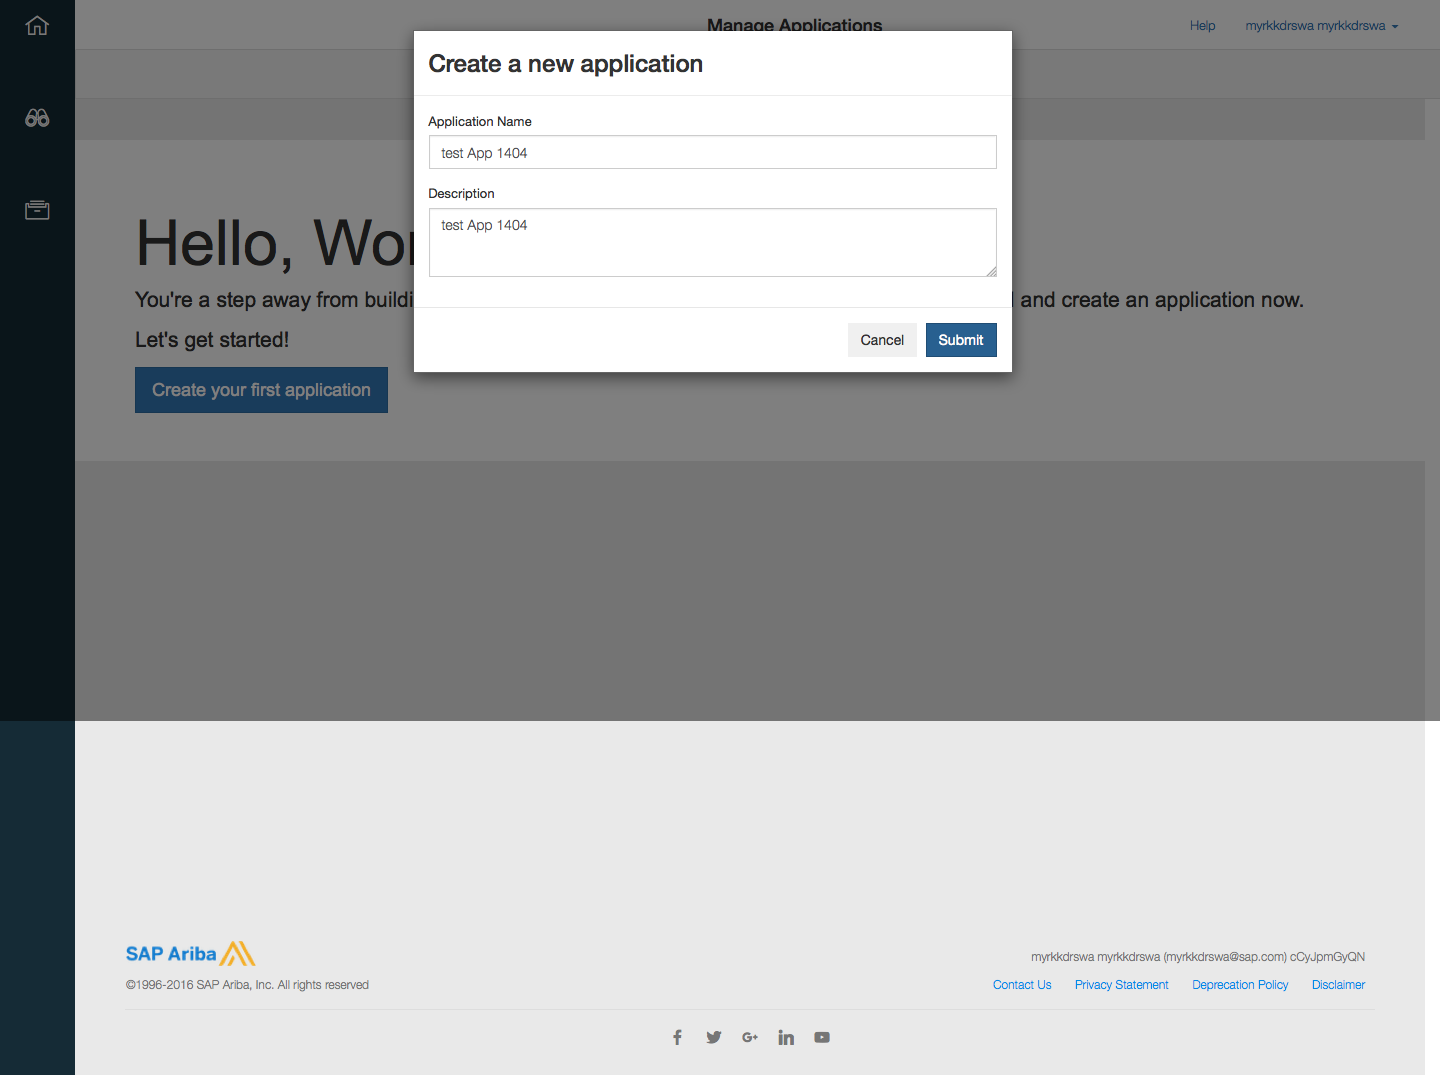 Manage Applications
Help
myrkkdrswa myrkkdrswa
Create a new application
Application Name
test App 1404
Description
test App 1404
Cancel
Submit
Hello, Wor
You're a step away from buildi
and create an application now.
Let's get started!
Create your first application
SAP Ariba
©1996-2016 SAP Ariba, Inc. All rights reserved
myrkkdrswa myrkkdrswa (myrkkdrswa@sap.com) cCyJpmGyQN
Contact Us Privacy Statement Deprecation Policy Disclaimer